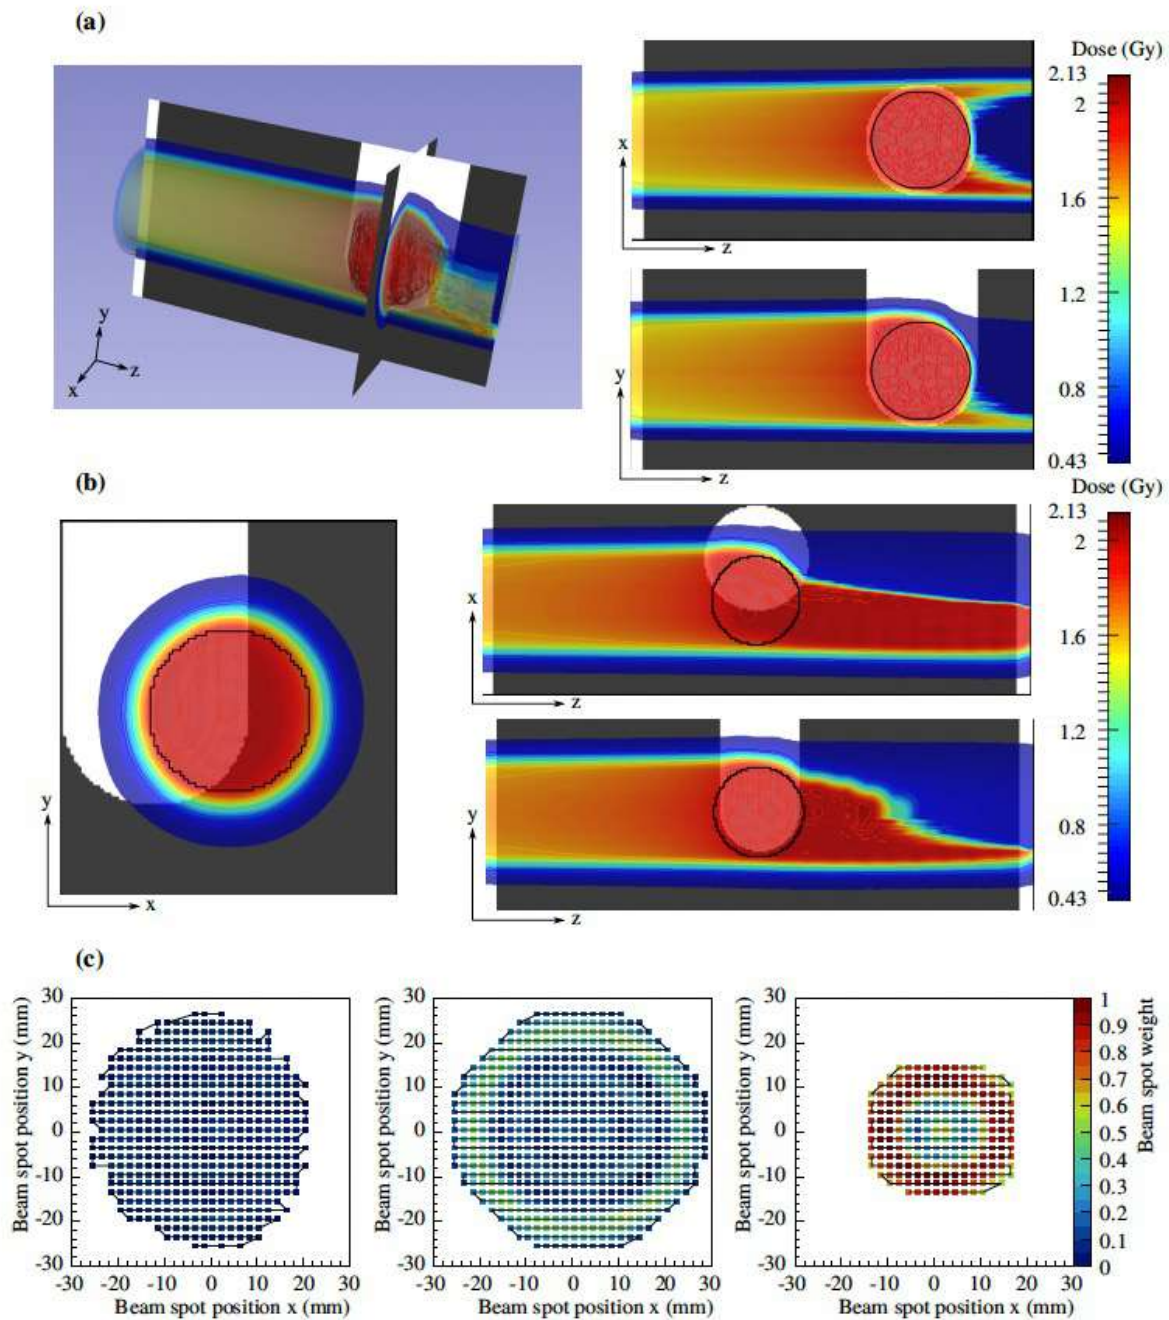 (a)
Dose (Gy)
2.13
2
1.6
1.2
0.8
0.43
x
z
y
z
y
x
z
(b)
Dose (Gy)
2.13
2
1.6
1.2
0.8
0.43
y
x
x
z
y
z
(c)
Beam spot position y (mm)
30
20
10
0
-10
-20
-30
-30 -20 -10 0 10 20 30
Beam spot position x (mm)
Beam spot position y (mm)
30
20
10
0
-10
-20
-30
-30 -20 -10 0 10 20 30
Beam spot position x (mm)
Beam spot position y (mm)
30
20
10
0
-10
-20
-30
-30 -20 -10 0 10 20 30
Beam spot position x (mm)
1
0.9
0.8
0.7
0.6
0.5
0.4
0.3
0.2
0.1
0
Beam spot weight